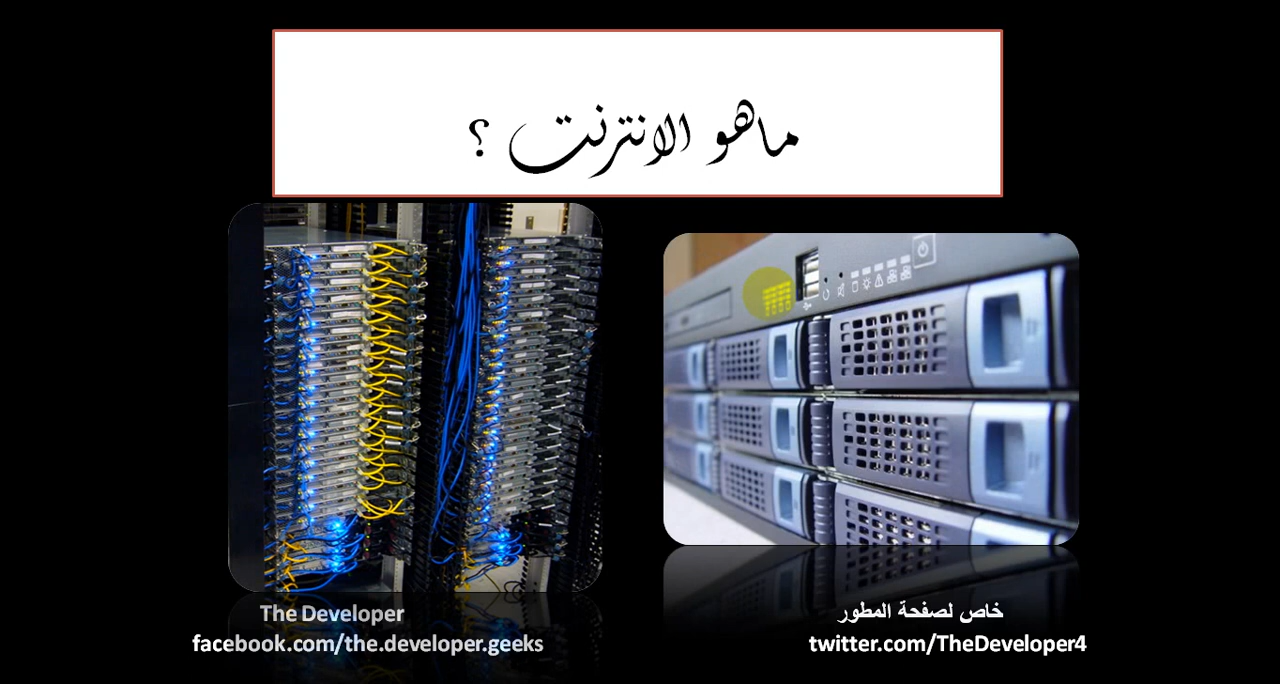 ماهو الانترنت ؟
The Developer
facebook.com/the.developer.geeks
خاص لصفحة المطور
twitter.com/TheDeveloper4